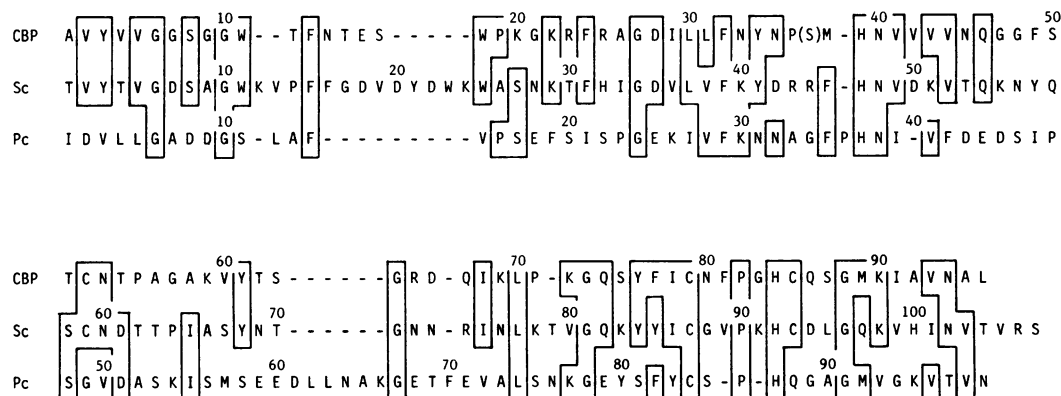 10 20 30 40 50
CBP A V Y V V G G S G G W - - T F N T E S - - - - - - W P K G K R F R A G D I L L F N Y N P(S)M - H N V V V V N Q G G F S
10 20 30 40 50
Sc T V Y T V G D S A G W K V P F F G D V D Y D W K W A S N K T F H I G D V L V F K Y D R R F - H N V D K V T Q K N Y Q
10 20 30 40
Pc I D V L L G A D D G S - L A F - - - - - - - - - V P S E F S I S P G E K I V F K N N A G F P H N I - V F D E D S I P
60 70 80 90
CBP T C N T P A G A K V Y T S - - - - - - G R D - Q I K L P - K G Q S Y F I C N F P G H C Q S G M K I A V N A L
60 70 80 90 100
Sc S C N D T T P I A S Y N T - - - - - - G N N - R I N L K T V G Q K Y Y I C G V P K H C D L G Q K V H I N V T V R S
50 60 70 80 90
Pc S G V D A S K I S M S E E D L L N A K G E T F E V A L S N K G E Y S F Y C S - P - H Q G A G M V G K V T V N